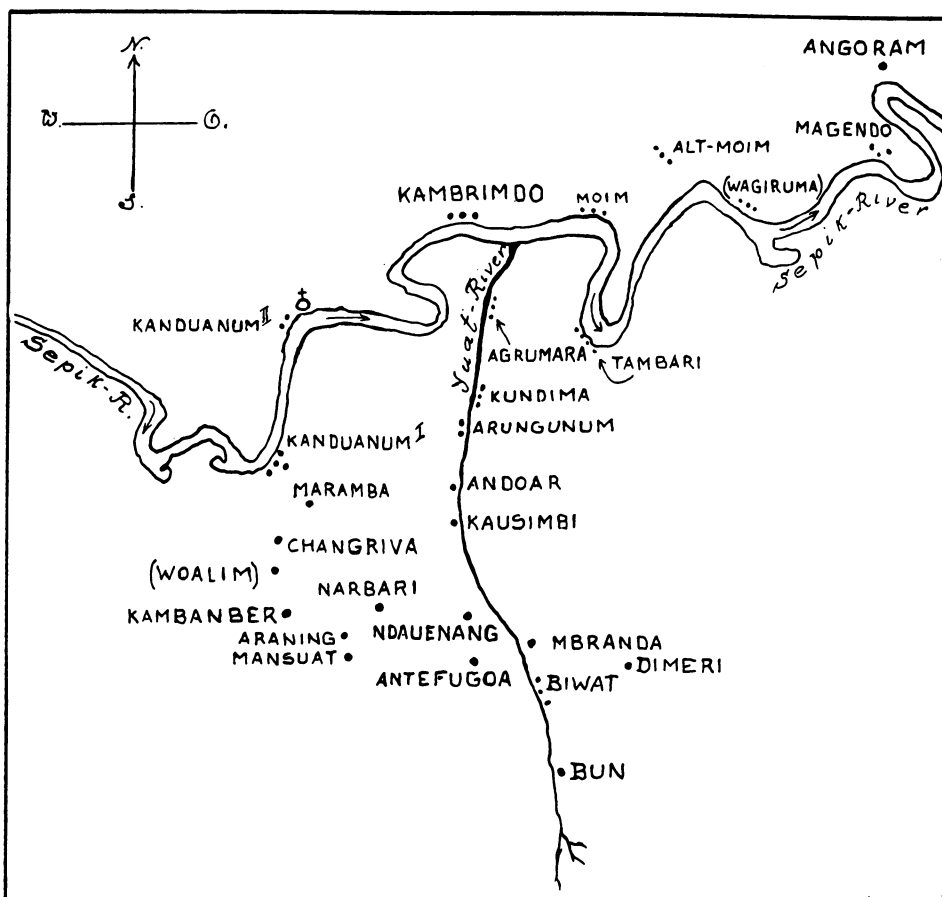 N.
W.
O.
S.
ANGORAM
MAGENDO
ALT-MOIM
(WAGIRUMA)
Sepik-River
KAMBRIMDO
MOIM
KANDUANUM II
Yuat-River
AGRUMARA
TAMBARI
Sepik-R.
KUNDIMA
ARUNGUNUM
KANDUANUM I
MARAMBA
ANDOAR
KAUSIMBI
CHANGRIVA
(WOALIM)
NARBARI
KAMBANBER
NDAUENANG
ARANING
MANSUAT
MBRANDA
ANTEFUGOA
DIMERI
BIWAT
BUN